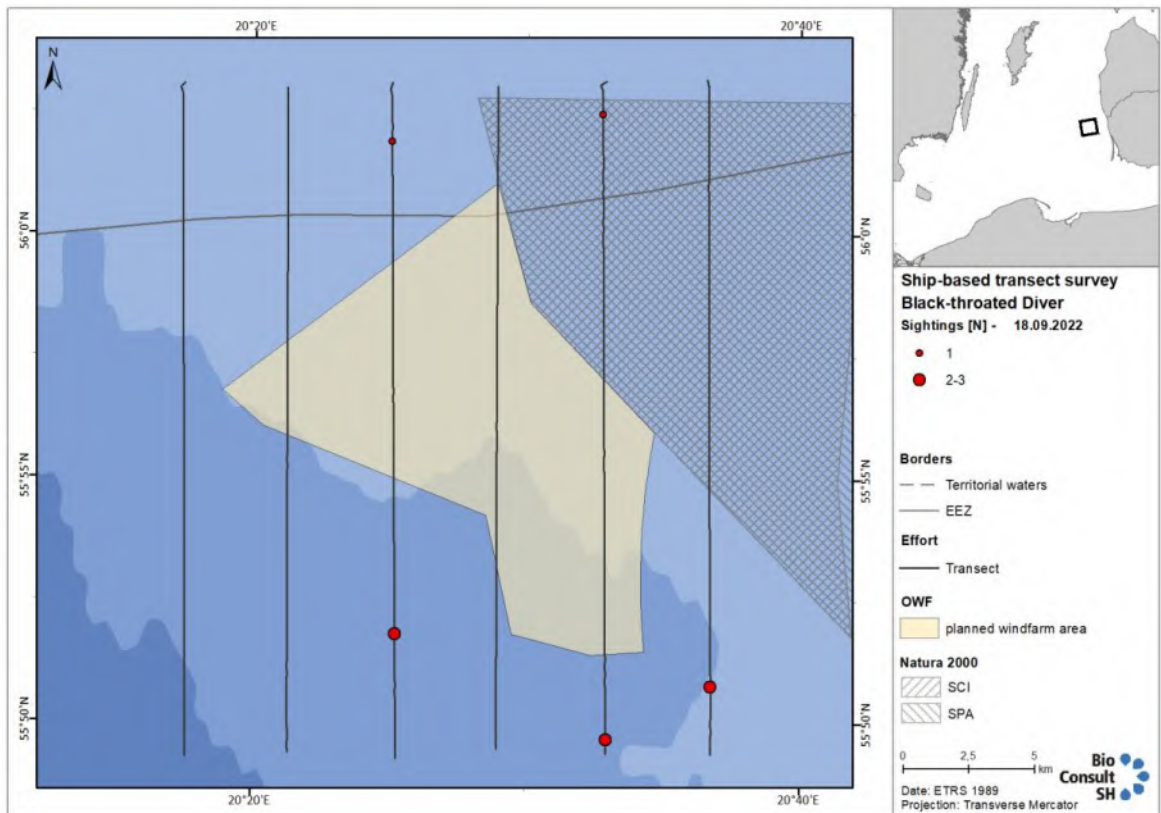 20°20'E
20°40'E
N
56°0'N
56°0'N
55°55'N
55°55'N
55°50'N
55°50'N
20°20'E
20°40'E
Ship-based transect survey
Black-throated Diver
Sightings [N] - 18.09.2022
1
2-3
Borders
Territorial waters
EEZ
Effort
Transect
OWF
planned windfarm area
Natura 2000
SCI
SPA
0 2,5 5
km
Date: ETRS 1989
Projection: Transverse Mercator
Bio
Consult
SH